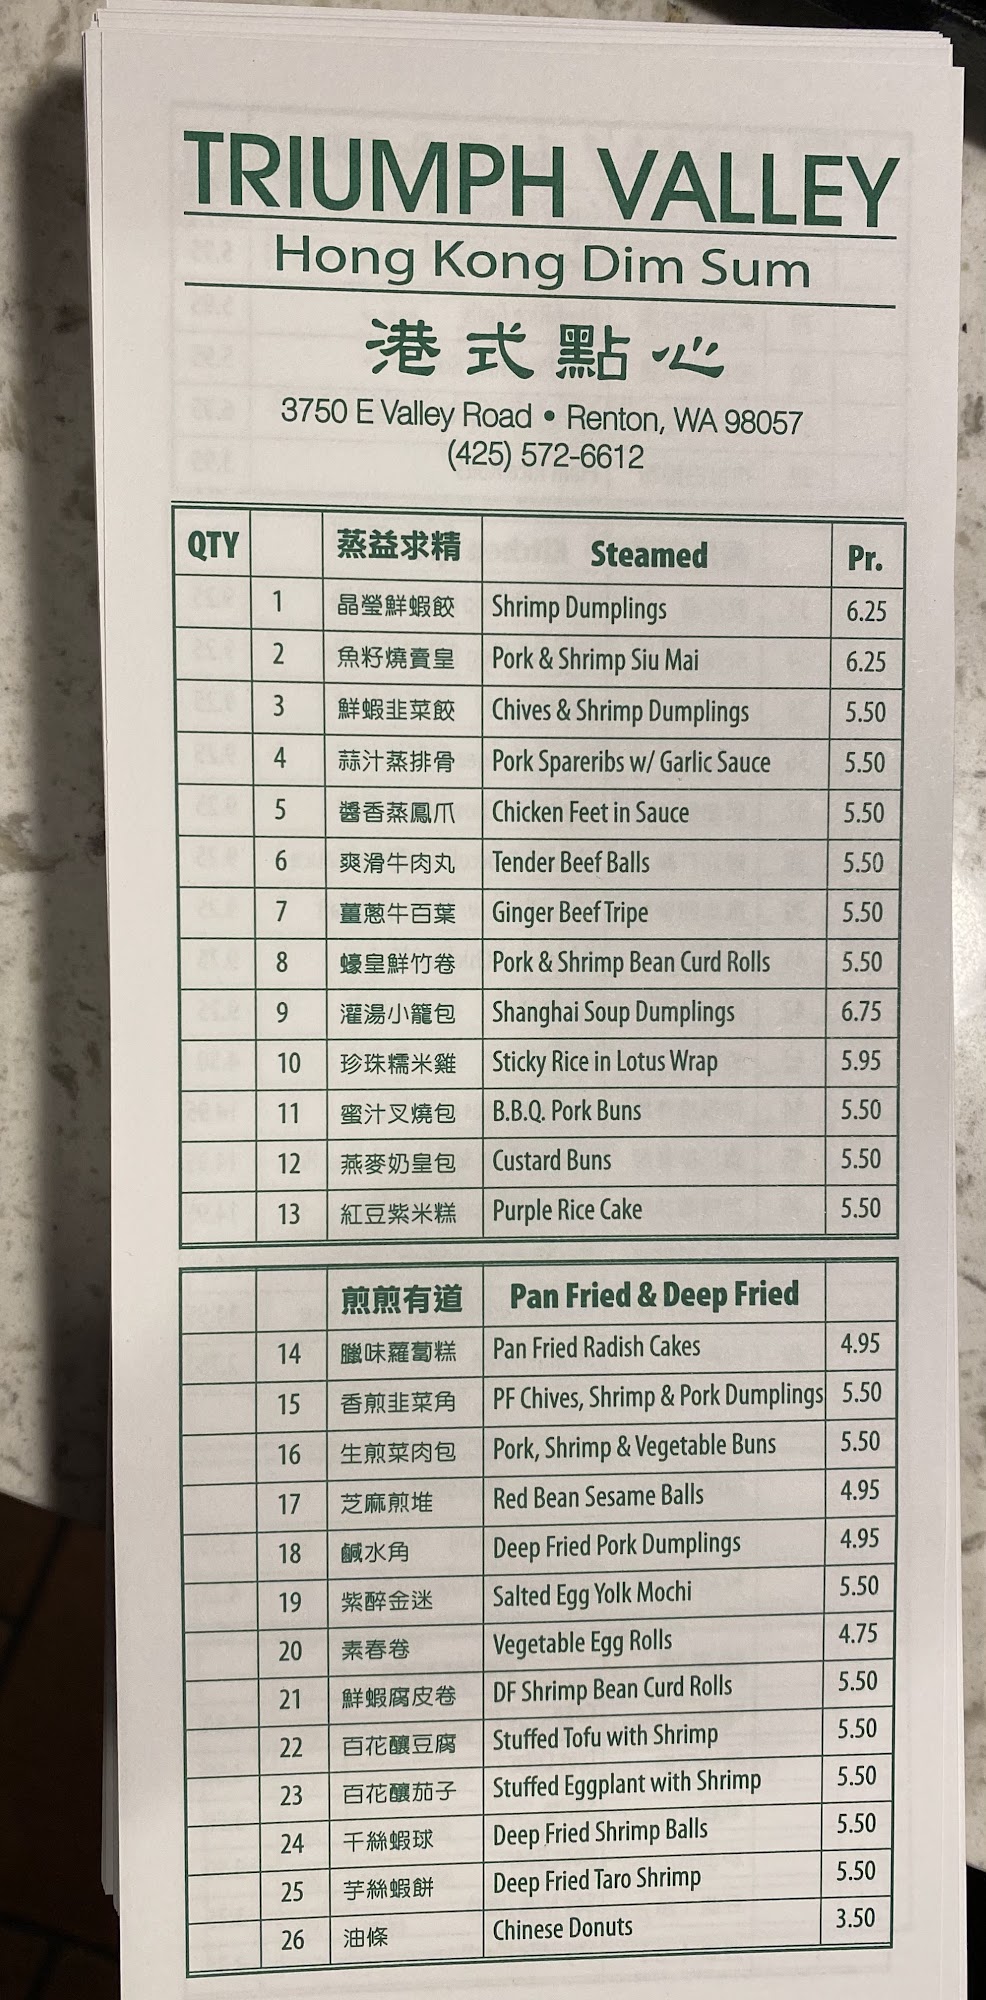 TRIUMPH VALLEY
Hong Kong Dim Sum
港式點心
3750 E Valley Road • Renton, WA 98057
(425) 572-6612
QTY 蒸益求精 Steamed Pr.
1 晶瑩鮮蝦餃 Shrimp Dumplings 6.25
2 魚籽燒賣皇 Pork & Shrimp Siu Mai 6.25
3 鮮蝦韭菜餃 Chives & Shrimp Dumplings 5.50
4 蒜汁蒸排骨 Pork Spareribs w/ Garlic Sauce 5.50
5 醬香蒸鳳爪 Chicken Feet in Sauce 5.50
6 爽滑牛肉丸 Tender Beef Balls 5.50
7 薑蔥牛百葉 Ginger Beef Tripe 5.50
8 蠔皇鮮竹卷 Pork & Shrimp Bean Curd Rolls 5.50
9 灌湯小籠包 Shanghai Soup Dumplings 6.75
10 珍珠糯米雞 Sticky Rice in Lotus Wrap 5.95
11 蜜汁叉燒包 B.B.Q. Pork Buns 5.50
12 燕麥奶皇包 Custard Buns 5.50
13 紅豆紫米糕 Purple Rice Cake 5.50
煎煎有道 Pan Fried & Deep Fried
14 臘味蘿蔔糕 Pan Fried Radish Cakes 4.95
15 香煎韭菜角 PF Chives, Shrimp & Pork Dumplings 5.50
16 生煎菜肉包 Pork, Shrimp & Vegetable Buns 5.50
17 芝麻煎堆 Red Bean Sesame Balls 4.95
18 鹹水角 Deep Fried Pork Dumplings 4.95
19 紫醉金迷 Salted Egg Yolk Mochi 5.50
20 素春卷 Vegetable Egg Rolls 4.75
21 鮮蝦腐皮卷 DF Shrimp Bean Curd Rolls 5.50
22 百花釀豆腐 Stuffed Tofu with Shrimp 5.50
23 百花釀茄子 Stuffed Eggplant with Shrimp 5.50
24 干絲蝦球 Deep Fried Shrimp Balls 5.50
25 芋絲蝦餅 Deep Fried Taro Shrimp 5.50
26 油條 Chinese Donuts 3.50